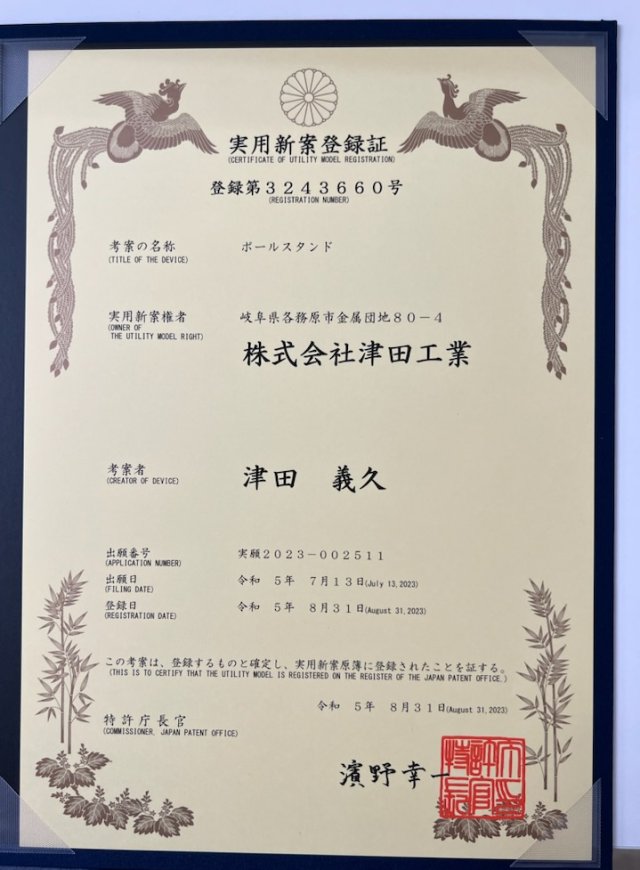 実用新案登録証
(CERTIFICATE OF UTILITY MODEL REGISTRATION)
登録第3243660号
(REGISTRATION NUMBER)
考案の名称 ボールスタンド
(TITLE OF THE DEVICE)
実用新案権者 岐阜県各務原市金属団地80-4
(OWNER OF
THE UTILITY MODEL RIGHT)
株式会社津田工業
考案者 津田 義久
(CREATOR OF DEVICE)
出願番号 実願2023-002511
(APPLICATION NUMBER)
出願日 令和 5年 7月13日(July 13,2023)
(FILING DATE)
登録日 令和 5年 8月31日(August 31,2023)
(REGISTRATION DATE)
この考案は、登録するものと確定し、実用新案原簿に登録されたことを証する。
(THIS IS TO CERTIFY THAT THE UTILITY MODEL IS REGISTERED ON THE REGISTER OF THE JAPAN PATENT OFFICE.)
令和 5年 8月31日(August 31,2023)
特許庁長官
(COMMISSIONER, JAPAN PATENT OFFICE)
濱野幸一